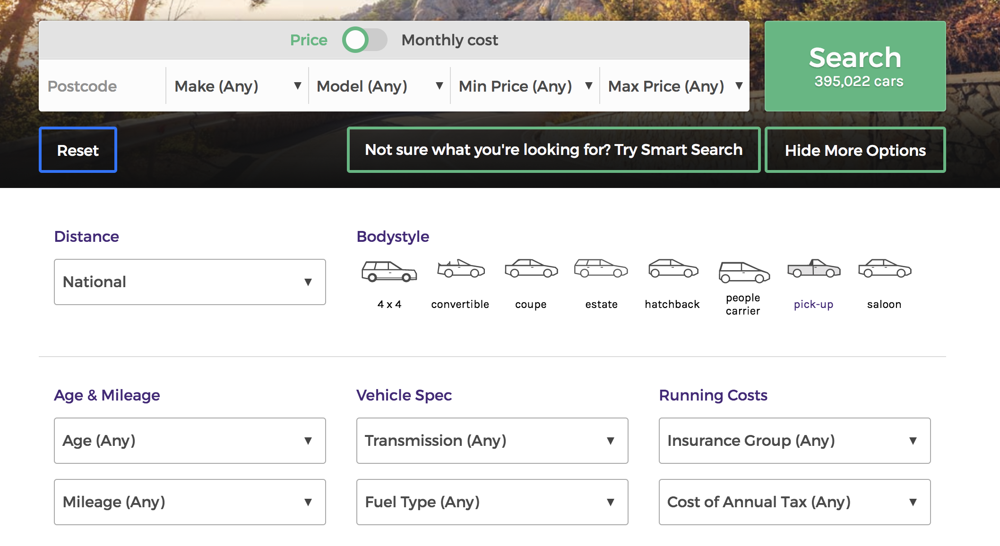 Price Monthly cost
Search
395,022 cars
Postcode Make (Any) Model (Any) Min Price (Any) Max Price (Any)
Reset
Not sure what you're looking for? Try Smart Search
Hide More Options
Distance
National
Bodystyle
4 x 4
convertible
coupe
estate
hatchback
people
carrier
pick-up
saloon
Age & Mileage
Age (Any)
Mileage (Any)
Vehicle Spec
Transmission (Any)
Fuel Type (Any)
Running Costs
Insurance Group (Any)
Cost of Annual Tax (Any)